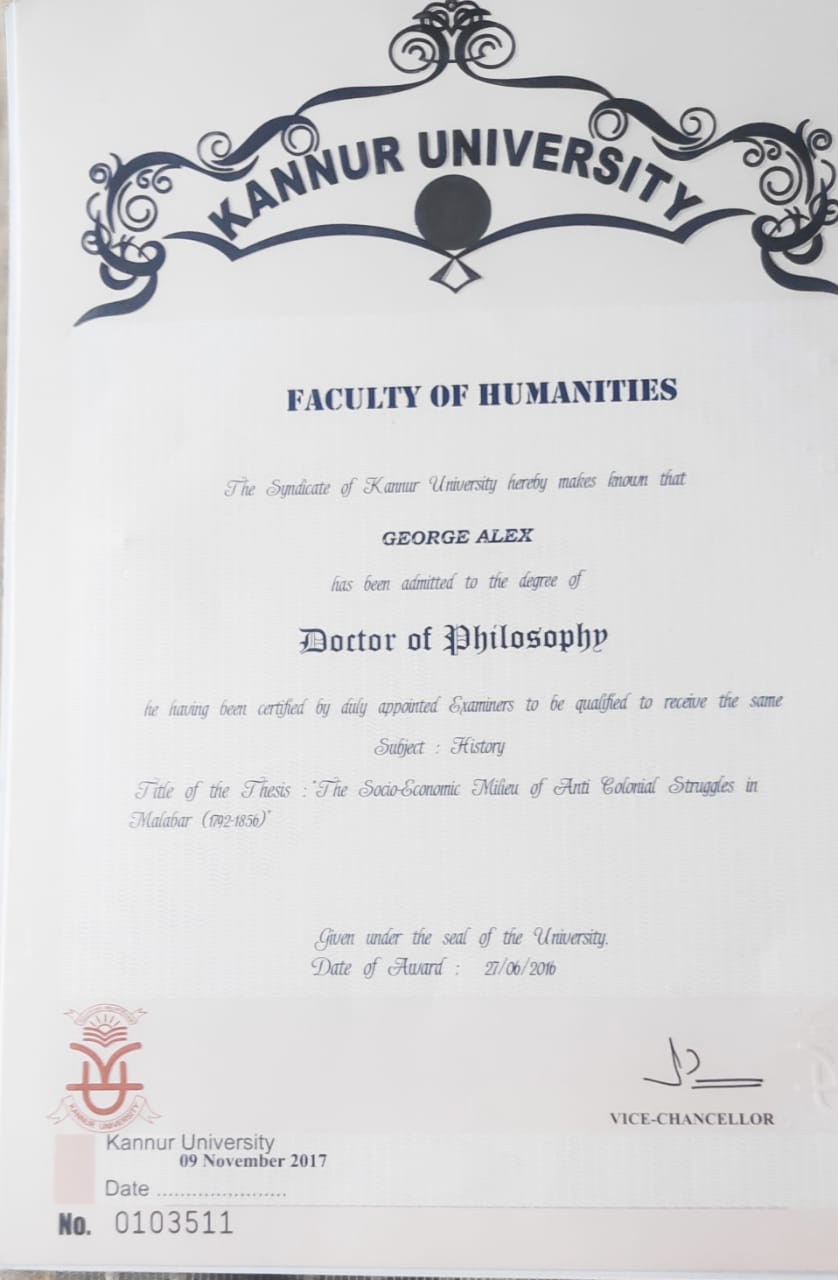 KANNUR UNIVERSITY
FACULTY OF HUMANITIES
The Syndicate of Kannur University hereby makes known that
GEORGE ALEX
has been admitted to the degree of
Doctor of Philosophy
he having been certified by duly appointed Examiners to be qualified to receive the same
Subject : History
Title of the Thesis : "The Socio-Economic Milieu of Anti Colonial Struggles in
Malabar (1792-1856)"
Given under the seal of the University.
Date of Award : 27/06/2016
KANNUR UNIVERSITY
VICE-CHANCELLOR
Kannur University
09 November 2017
Date ......................
No. 0103511